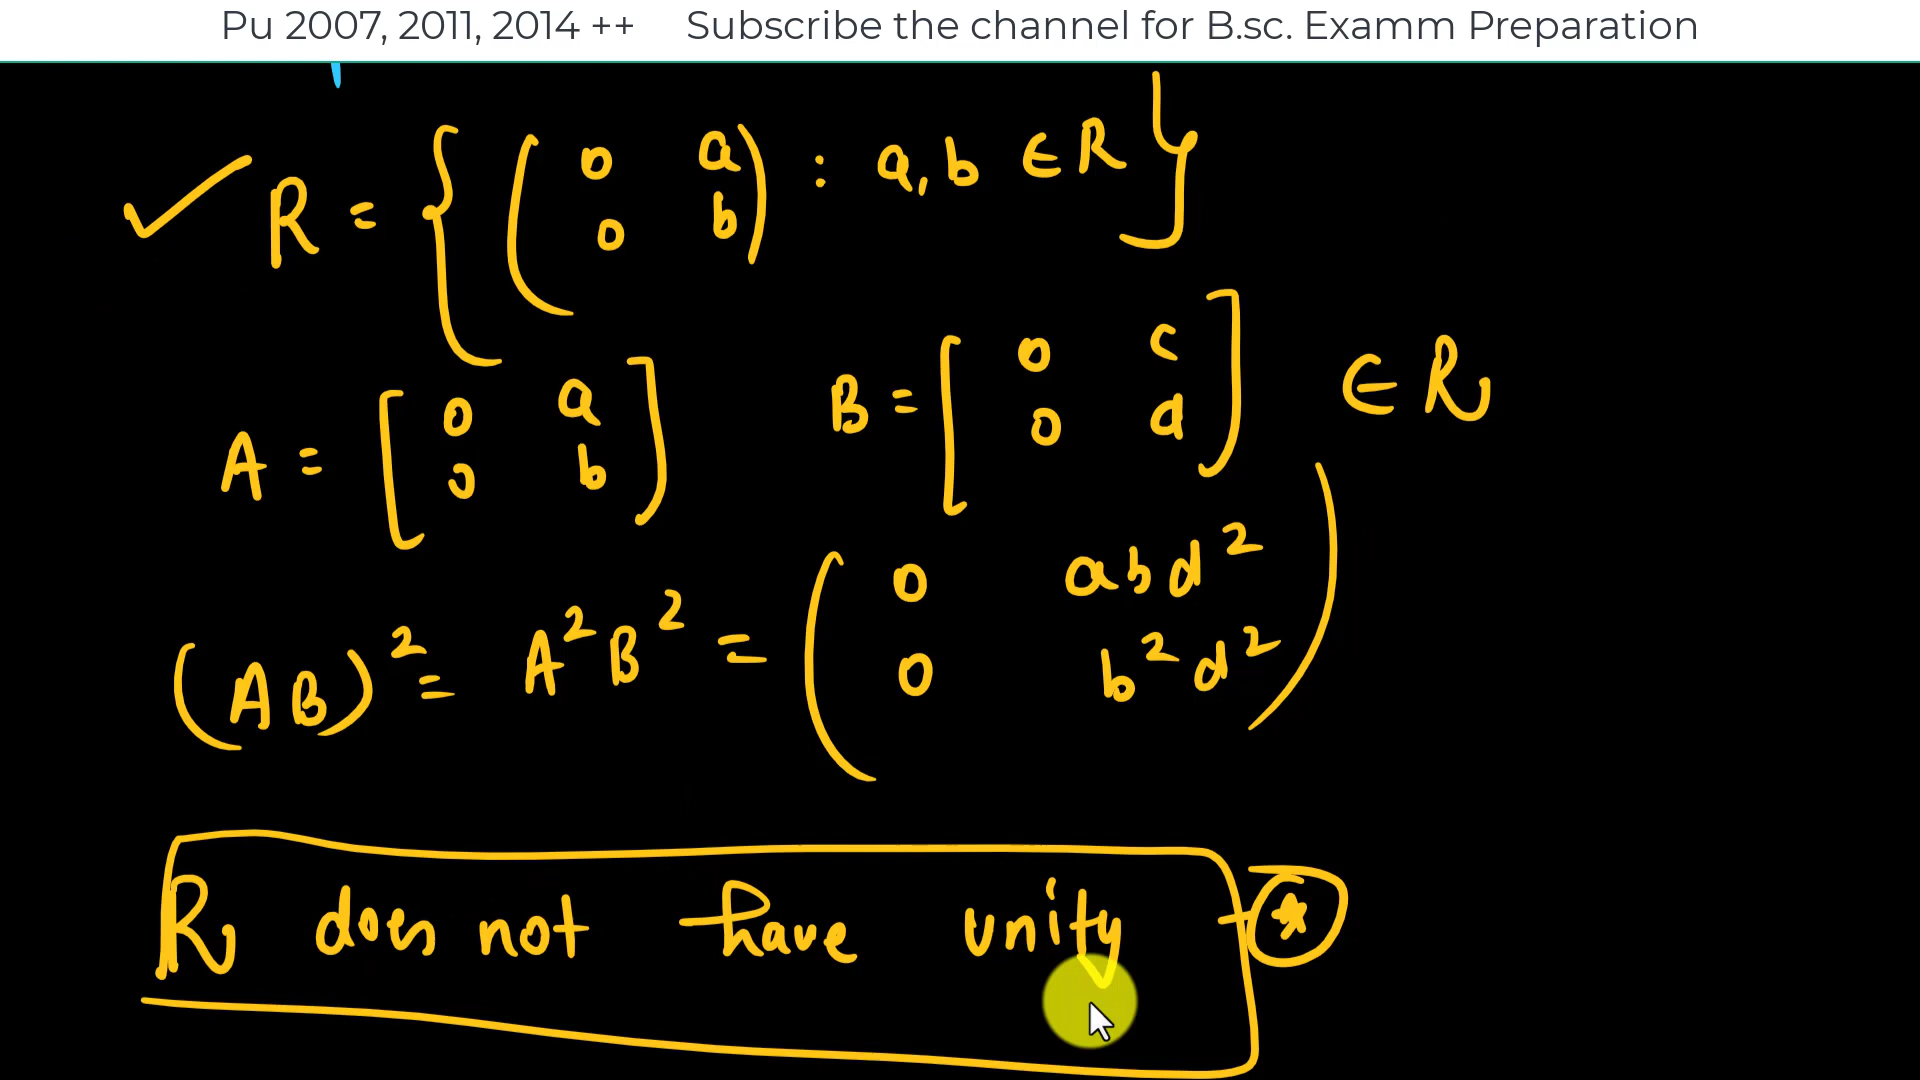 Pu 2007, 2011, 2014 ++ Subscribe the channel for B.sc. Examm Preparation
R = { ( 0 a
0 b ) : a, b ∈ R }
A = [ 0 a
0 b ] B = [ 0 c
0 d ] ∈ R
(AB)² = A²B² = ( 0 abd²
0 b²d² )
R does not have unity *